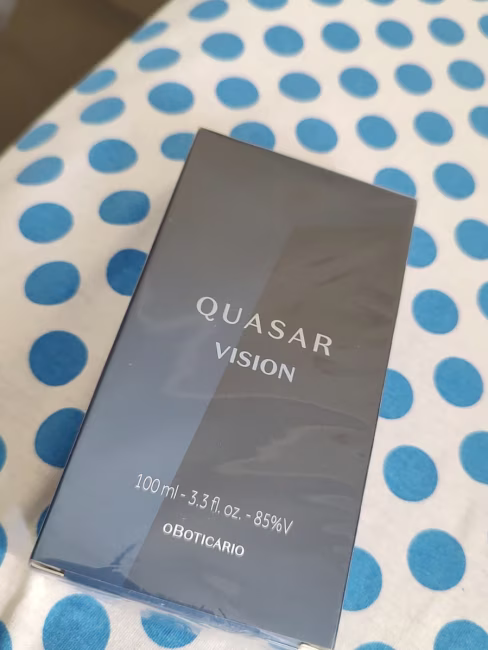 QUASAR
VISION
100 ml - 3.3 fl. oz. - 85%V
oBOTICARIO